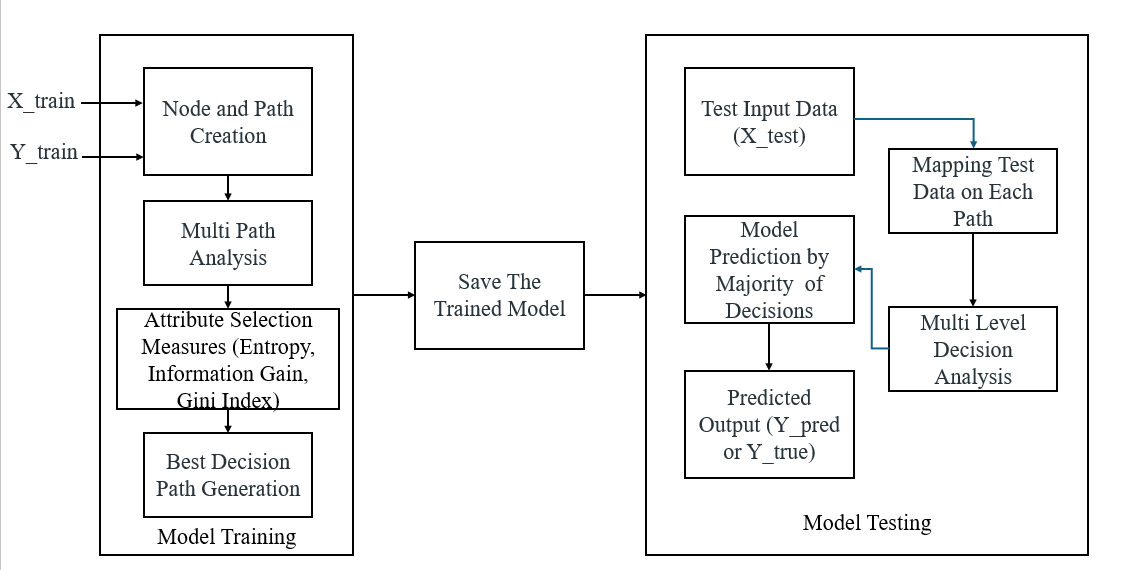 X_train
Y_train
Node and Path
Creation
Multi Path
Analysis
Attribute Selection
Measures (Entropy,
Information Gain,
Gini Index)
Best Decision
Path Generation
Model Training
Save The
Trained Model
Test Input Data
(X_test)
Mapping Test
Data on Each
Path
Multi Level
Decision
Analysis
Model
Prediction by
Majority of
Decisions
Predicted
Output (Y_pred
or Y_true)
Model Testing